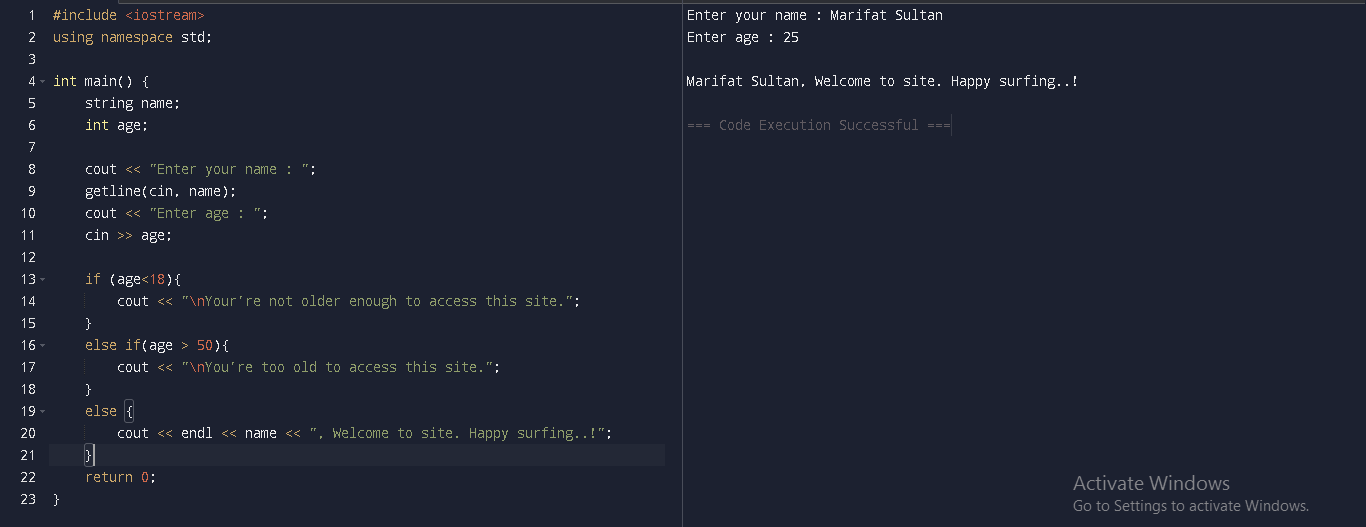 1 #include <iostream>
2 using namespace std;
3
4 int main() {
5     string name;
6     int age;
7
8     cout << "Enter your name : ";
9     getline(cin, name);
10     cout << "Enter age : ";
11     cin >> age;
12
13     if (age<18){
14         cout << "\nYour're not older enough to access this site.";
15     }
16     else if(age > 50){
17         cout << "\nYou're too old to access this site.";
18     }
19     else {
20         cout << endl << name << ", Welcome to site. Happy surfing..!";
21     }
22     return 0;
23 }
Enter your name : Marifat Sultan
Enter age : 25
Marifat Sultan, Welcome to site. Happy surfing..!
=== Code Execution Successful ===
Activate Windows
Go to Settings to activate Windows.